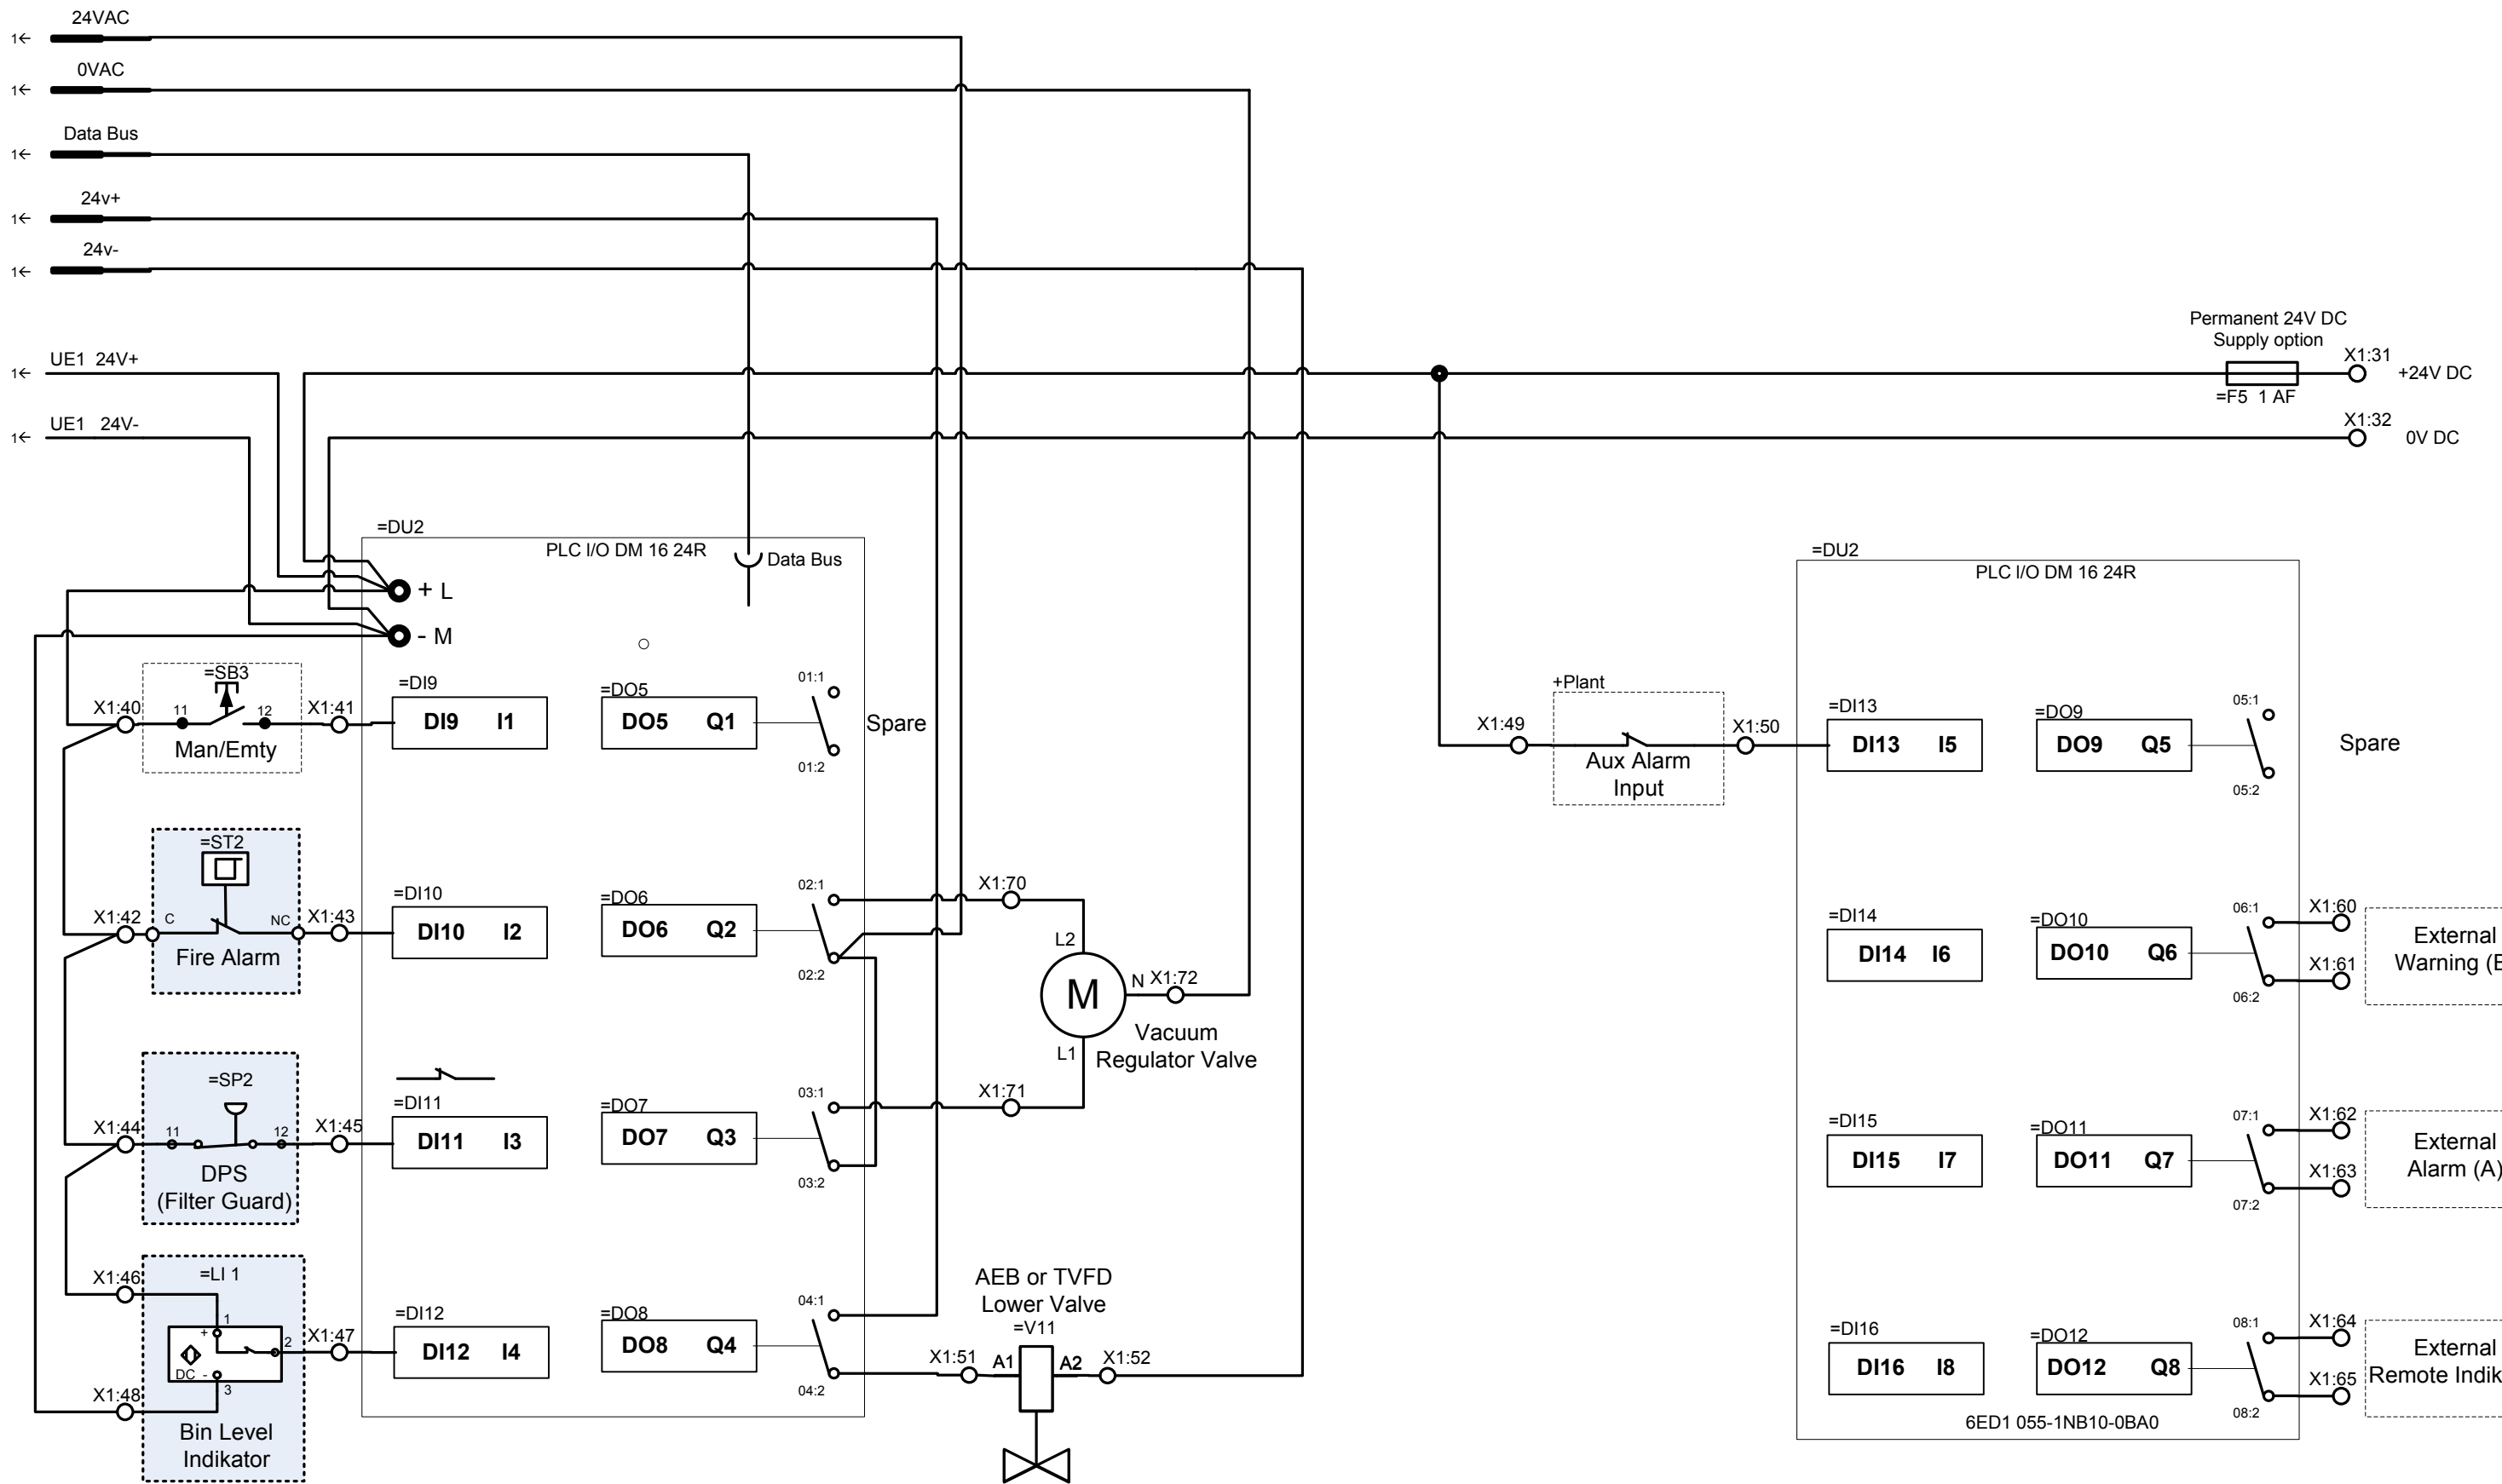 24VAC
1←
0VAC
1←
Data Bus
1←
24v+
1←
24v-
1←
Permanent 24V DC
Supply option
UE1 24V+
1←
X1:31
+24V DC
=F5 1 AF
UE1 24V-
1←
X1:32
0V DC
=DU2
PLC I/O DM 16 24R
Data Bus
+ L
- M
=SB3
X1:40
11
12
X1:41
Man/Emty
=DI9
DI9 I1
=DO5
DO5 Q1
01:1
01:2
Spare
=ST2
X1:42
C
NC
X1:43
Fire Alarm
=DI10
DI10 I2
=DO6
DO6 Q2
02:1
02:2
X1:70
L2
M
N X1:72
L1
Vacuum
Regulator Valve
X1:71
=SP2
X1:44
11
12
X1:45
DPS
(Filter Guard)
=DI11
DI11 I3
=DO7
DO7 Q3
03:1
03:2
X1:46
=LI 1
1
+
2
X1:47
DC -
3
X1:48
Bin Level
Indikator
=DI12
DI12 I4
=DO8
DO8 Q4
04:1
04:2
AEB or TVFD
Lower Valve
=V11
X1:51
A1
A2
X1:52
=DU2
PLC I/O DM 16 24R
+Plant
X1:49
X1:50
Aux Alarm
Input
=DI13
DI13 I5
=DO9
DO9 Q5
05:1
05:2
Spare
=DI14
DI14 I6
=DO10
DO10 Q6
06:1
06:2
X1:60
X1:61
External
Warning (
=DI15
DI15 I7
=DO11
DO11 Q7
07:1
07:2
X1:62
X1:63
External
Alarm (A)
=DI16
DI16 I8
=DO12
DO12 Q8
08:1
08:2
X1:64
X1:65
External
Remote Indik
6ED1 055-1NB10-0BA0